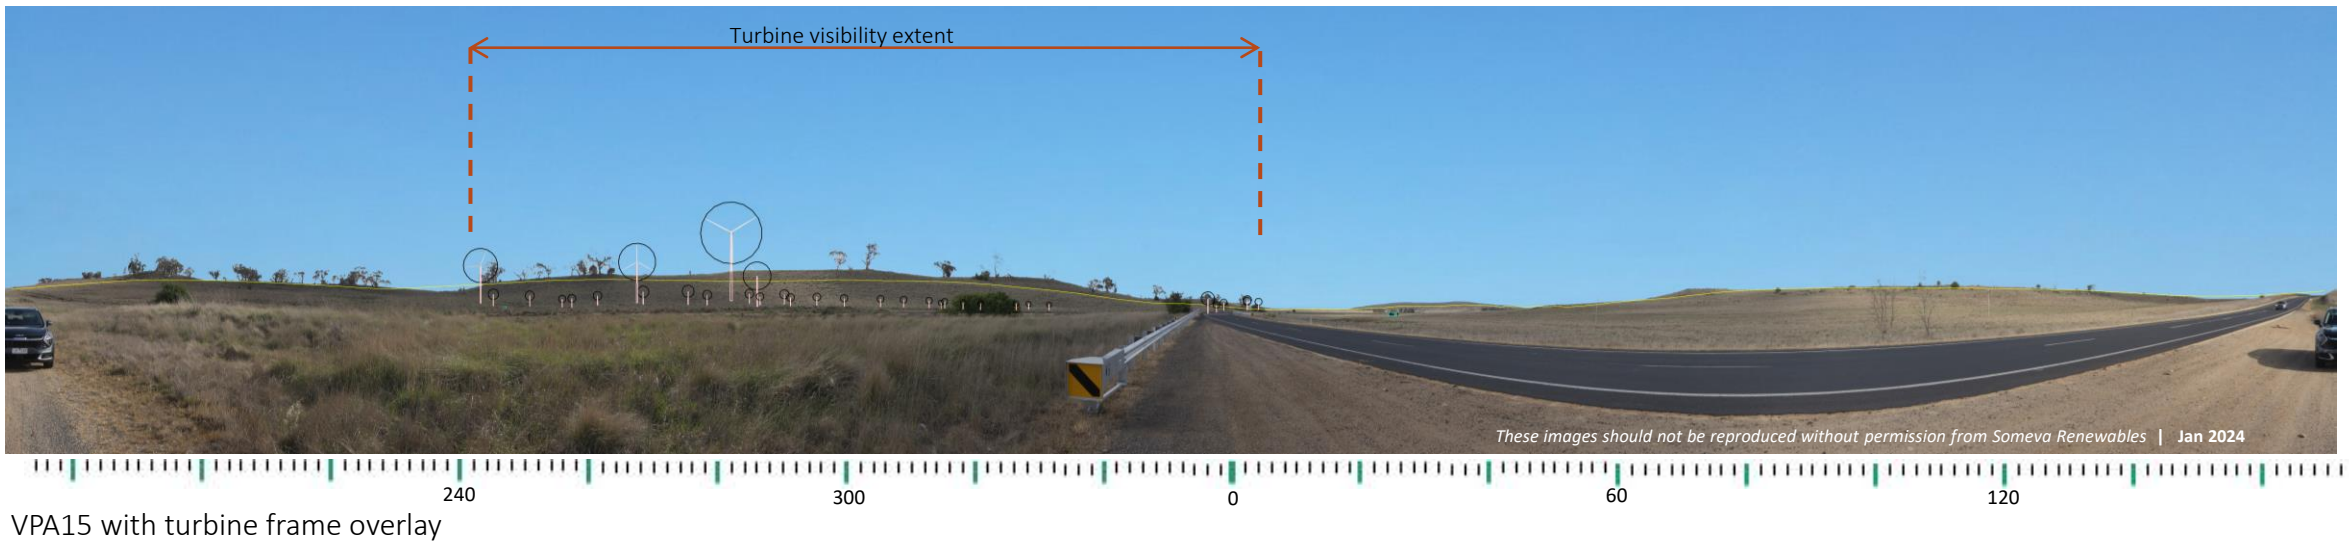 Turbine visibility extent
These images should not be reproduced without permission from Someva Renewables | Jan 2024
240 300 0 60 120
VPA15 with turbine frame overlay